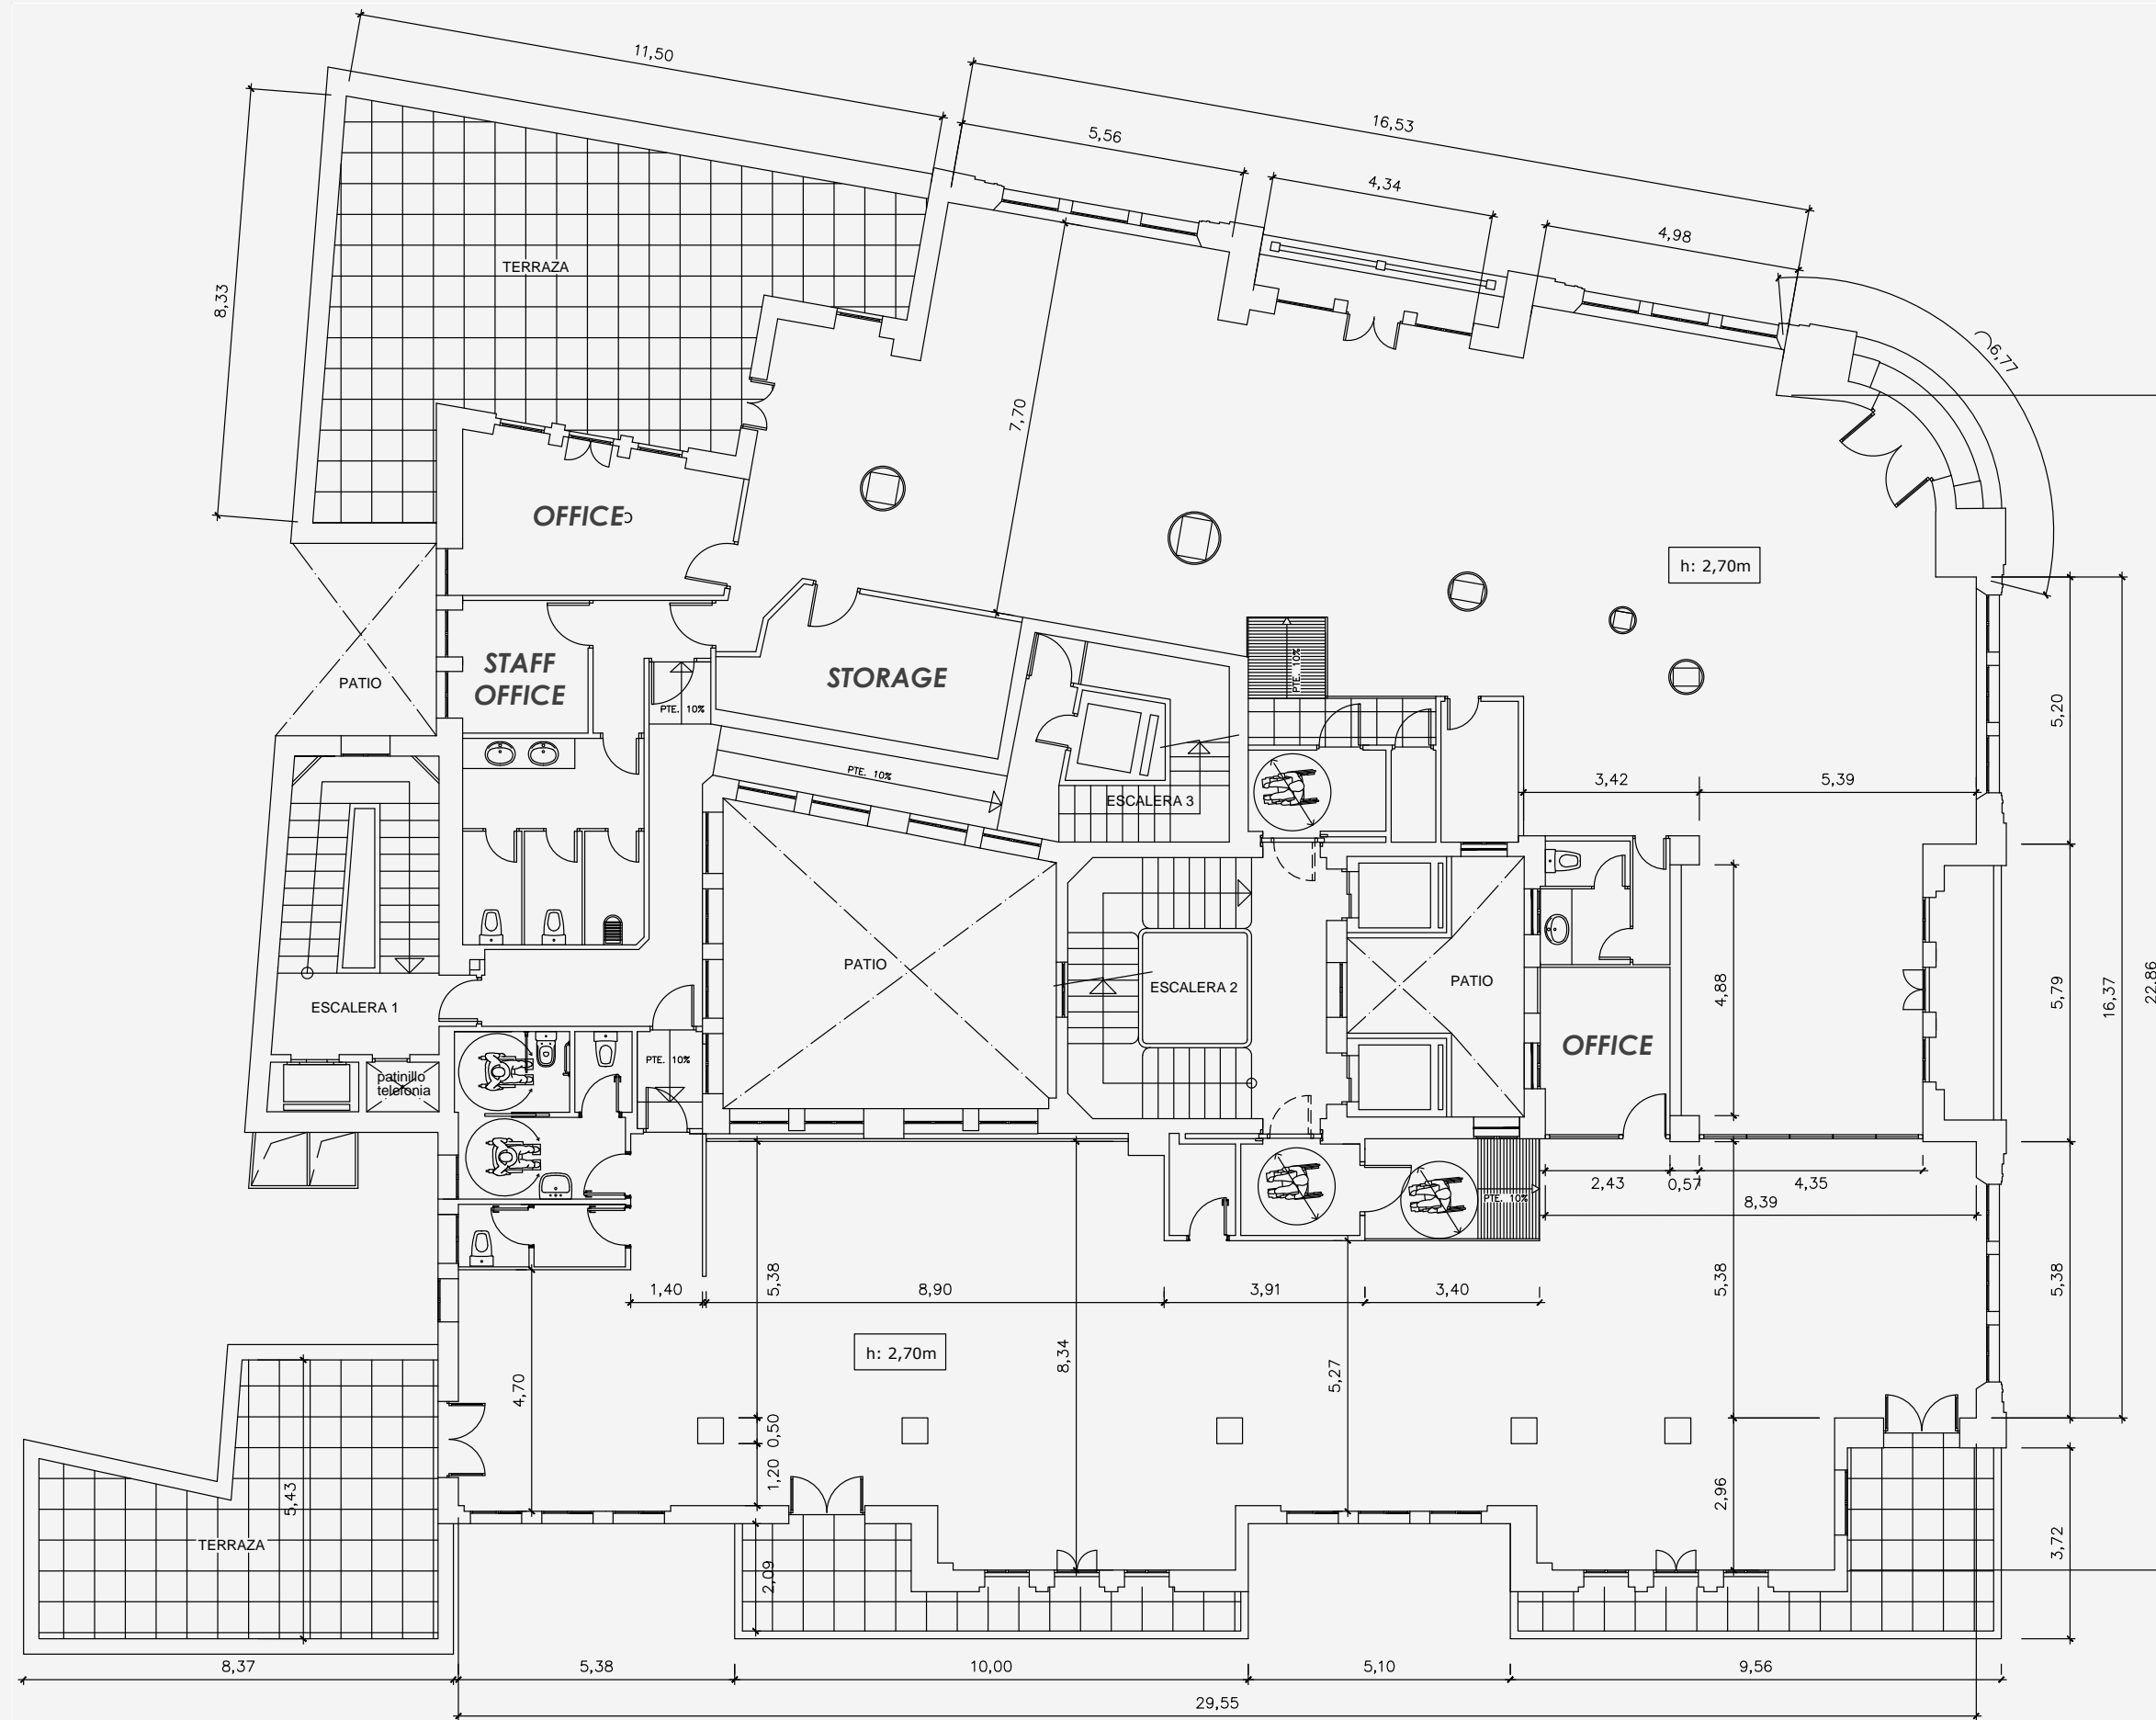 11,50
16,53
5,56
4,34
4,98
8,33
TERRAZA
6,77
7,70
OFFICE
h: 2,70m
STAFF
OFFICE
STORAGE
PATIO
PTE. 10%
PTE. 10%
PTE. 10%
5,20
3,42
5,39
ESCALERA 3
PATIO
ESCALERA 2
PATIO
4,88
5,79
16,37
22,86
ESCALERA 1
OFFICE
PTE. 10%
patinillo
telefonia
2,43
0,57
4,35
PTE. 10%
8,39
5,38
1,40
8,90
3,91
3,40
5,38
5,38
h: 2,70m
8,34
5,27
4,70
0,50
1,20
5,43
2,96
TERRAZA
2,09
3,72
8,37
5,38
10,00
5,10
9,56
29,55